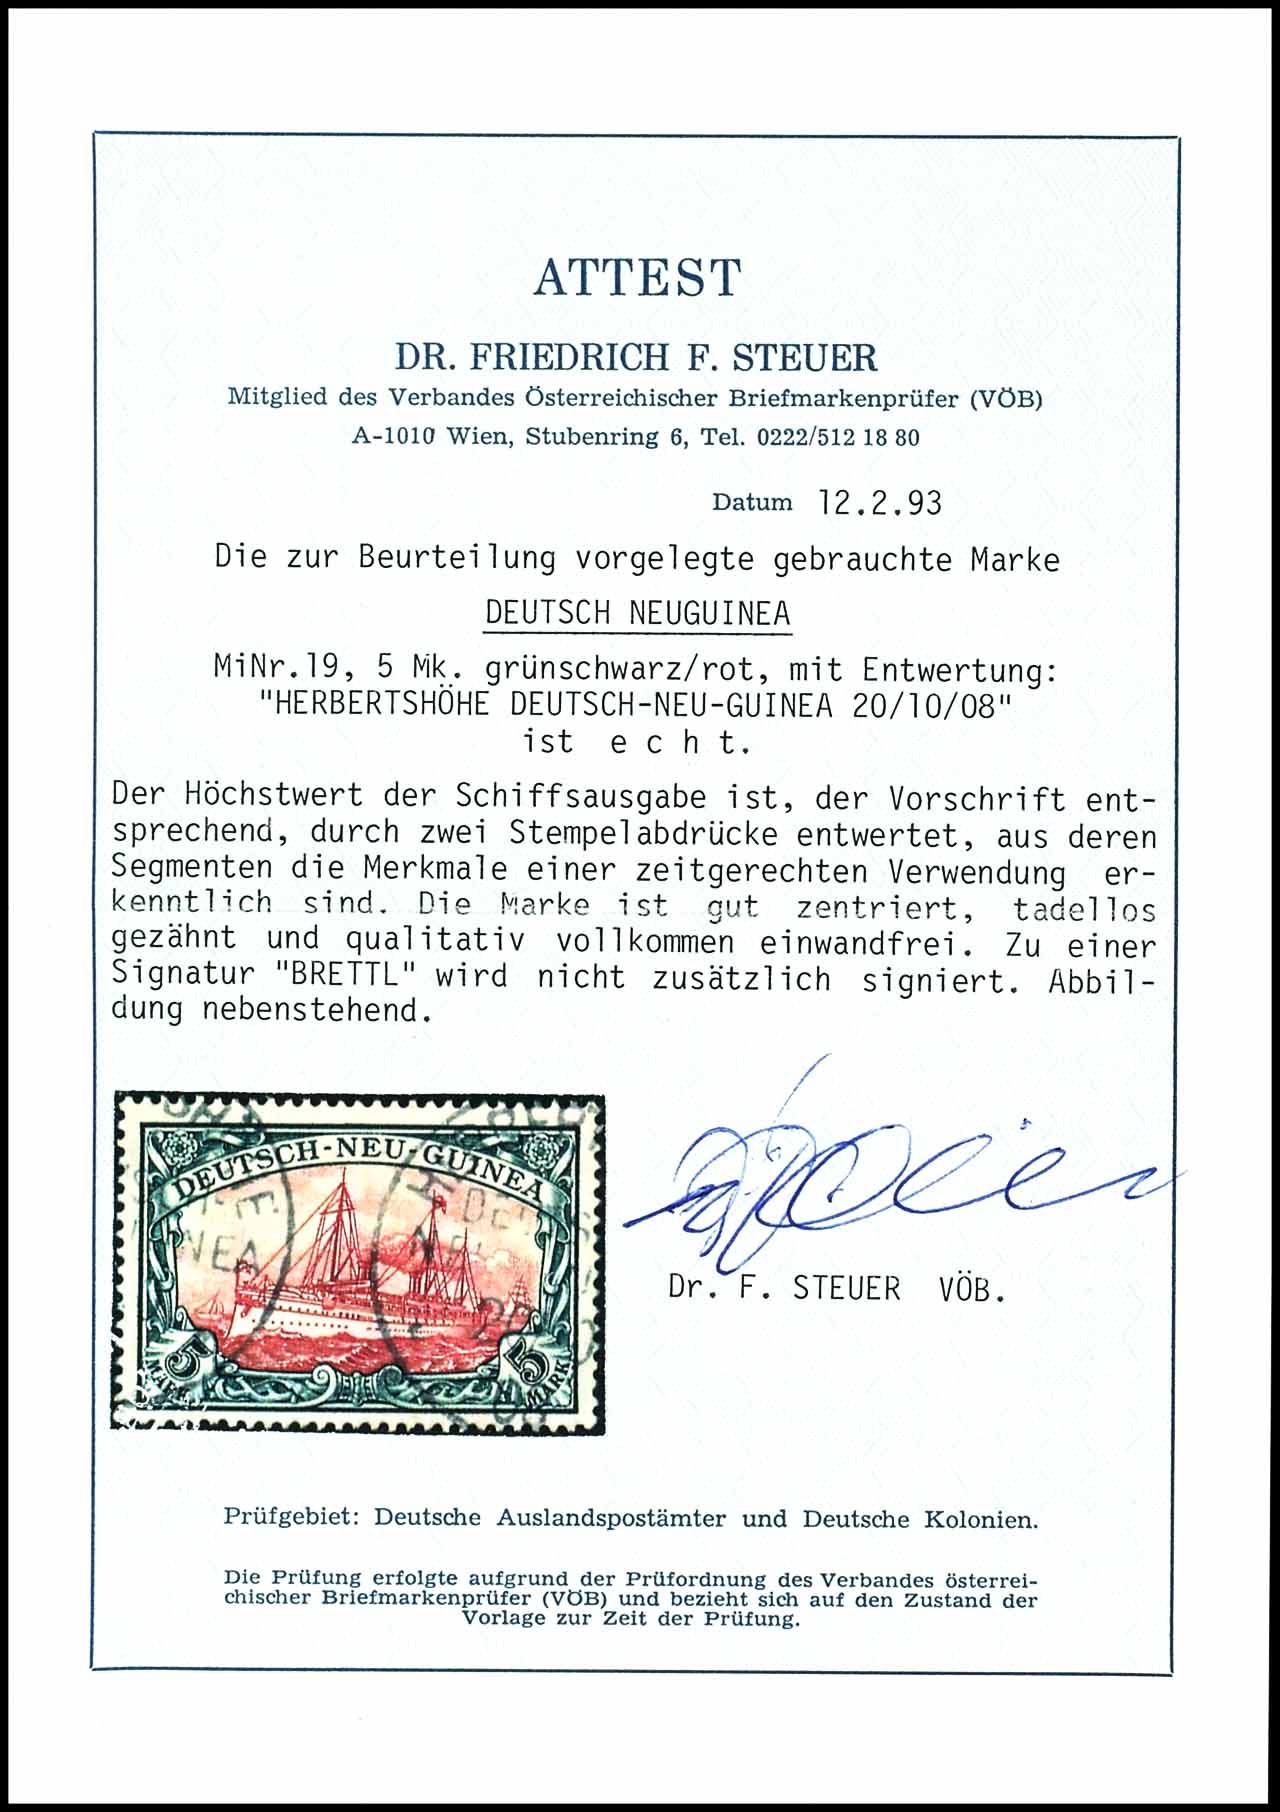 ATTEST
DR. FRIEDRICH F. STEUER
Mitglied des Verbandes Österreichischer Briefmarkenprüfer (VÖB)
A-1010 Wien, Stubenring 6, Tel. 0222/512 18 80
Datum 12.2.93
Die zur Beurteilung vorgelegte gebrauchte Marke
DEUTSCH NEUGUINEA
MiNr.19, 5 Mk. grünschwarz/rot, mit Entwertung:
"HERBERTSHÖHE DEUTSCH-NEU-GUINEA 20/10/08"
ist e c h t.
Der Höchstwert der Schiffsausgabe ist, der Vorschrift ent-
sprechend, durch zwei Stempelabdrücke entwertet, aus deren
Segmenten die Merkmale einer zeitgerechten Verwendung er-
kenntlich sind. Die Marke ist gut zentriert, tadellos
gezähnt und qualitativ vollkommen einwandfrei. Zu einer
Signatur "BRETTL" wird nicht zusätzlich signiert. Abbil-
dung nebenstehend.
DEUTSCH-NEU-GUINEA
5 MARK 5 MARK
Dr. F. STEUER VÖB.
Prüfgebiet: Deutsche Auslandspostämter und Deutsche Kolonien.
Die Prüfung erfolgte aufgrund der Prüfordnung des Verbandes österrei-
chischer Briefmarkenprüfer (VÖB) und bezieht sich auf den Zustand der
Vorlage zur Zeit der Prüfung.